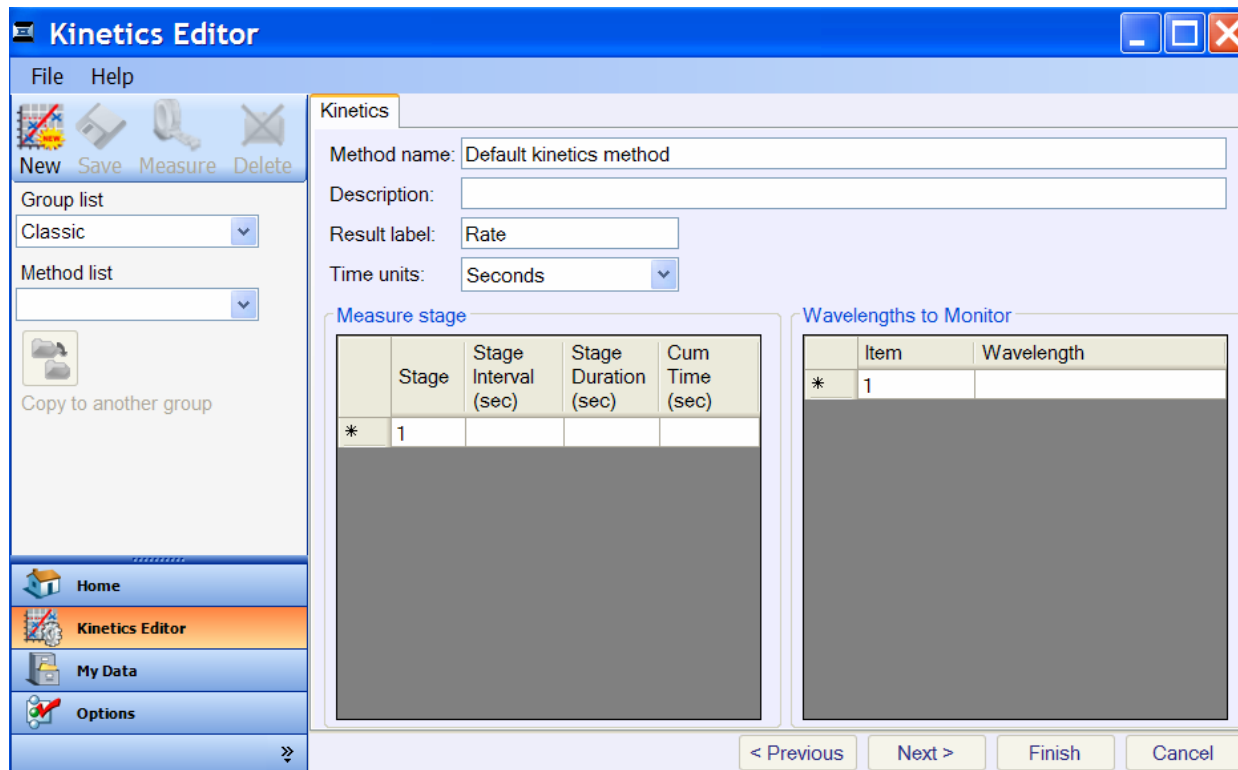 Kinetics Editor
File Help
New Save Measure Delete
Group list
Classic
Method list
Copy to another group
Home
Kinetics Editor
My Data
Options
Kinetics
Method name: Default kinetics method
Description:
Result label: Rate
Time units: Seconds
Measure stage
Stage Stage Interval (sec) Stage Duration (sec) Cum Time (sec)
* 1
Wavelengths to Monitor
Item Wavelength
* 1
< Previous Next > Finish Cancel